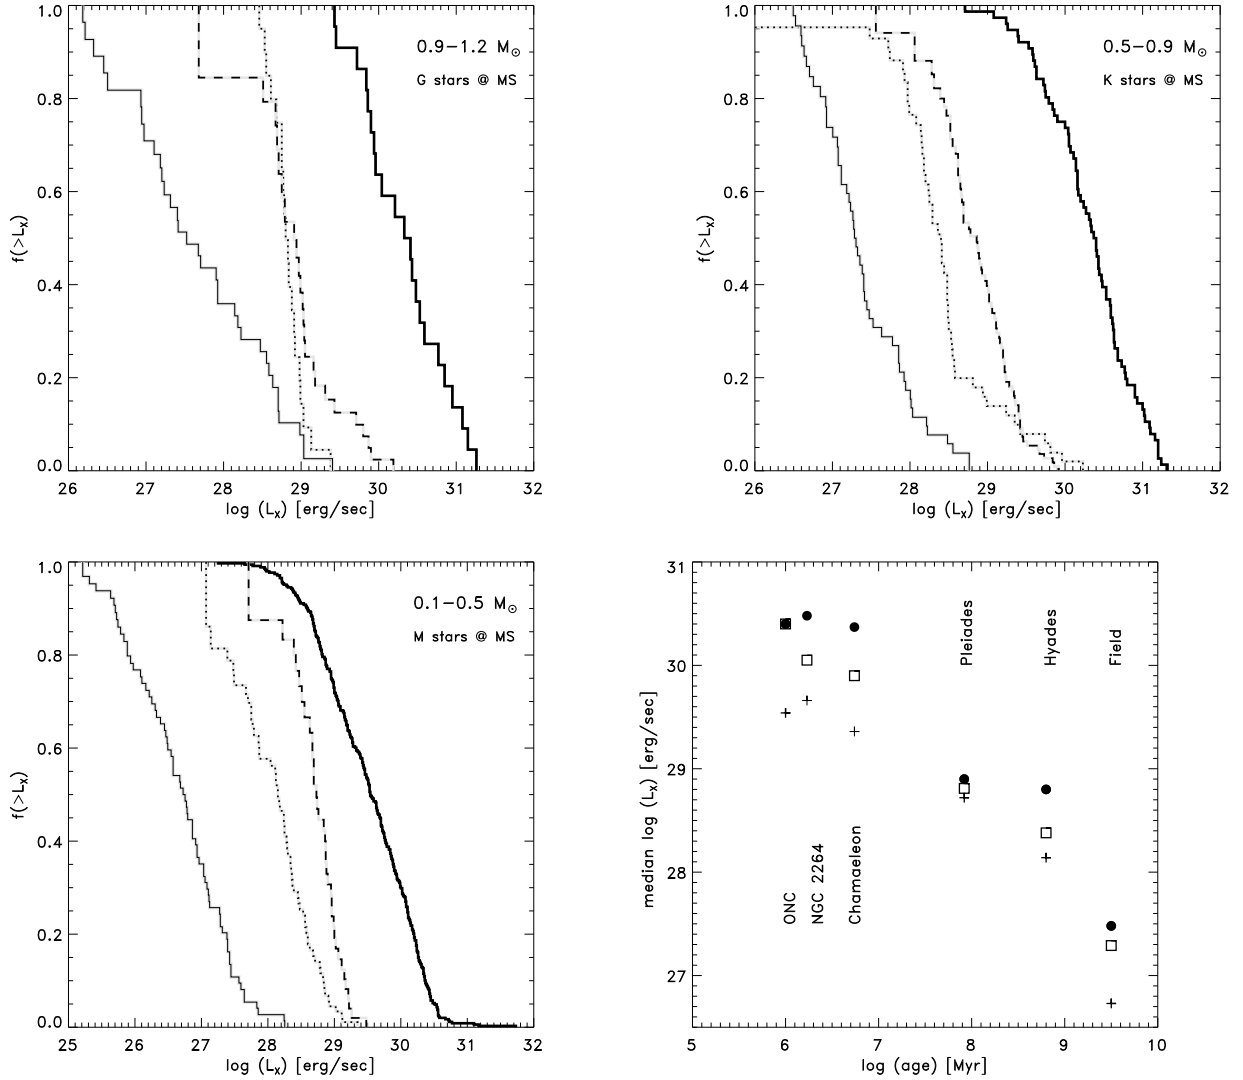 1.0
0.8
0.6
0.4
0.2
0.0
f(>L_X)
0.9−1.2 M_⊙
G stars @ MS
26 27 28 29 30 31 32
log (L_X) [erg/sec]
1.0
0.8
0.6
0.4
0.2
0.0
f(>L_X)
0.5−0.9 M_⊙
K stars @ MS
26 27 28 29 30 31 32
log (L_X) [erg/sec]
1.0
0.8
0.6
0.4
0.2
0.0
f(>L_X)
0.1−0.5 M_⊙
M stars @ MS
25 26 27 28 29 30 31 32
log (L_X) [erg/sec]
31
30
29
28
27
median log (L_X) [erg/sec]
ONC
NGC 2264
Chamaeleon
Pleiades
Hyades
Field
5 6 7 8 9 10
log (age) [Myr]